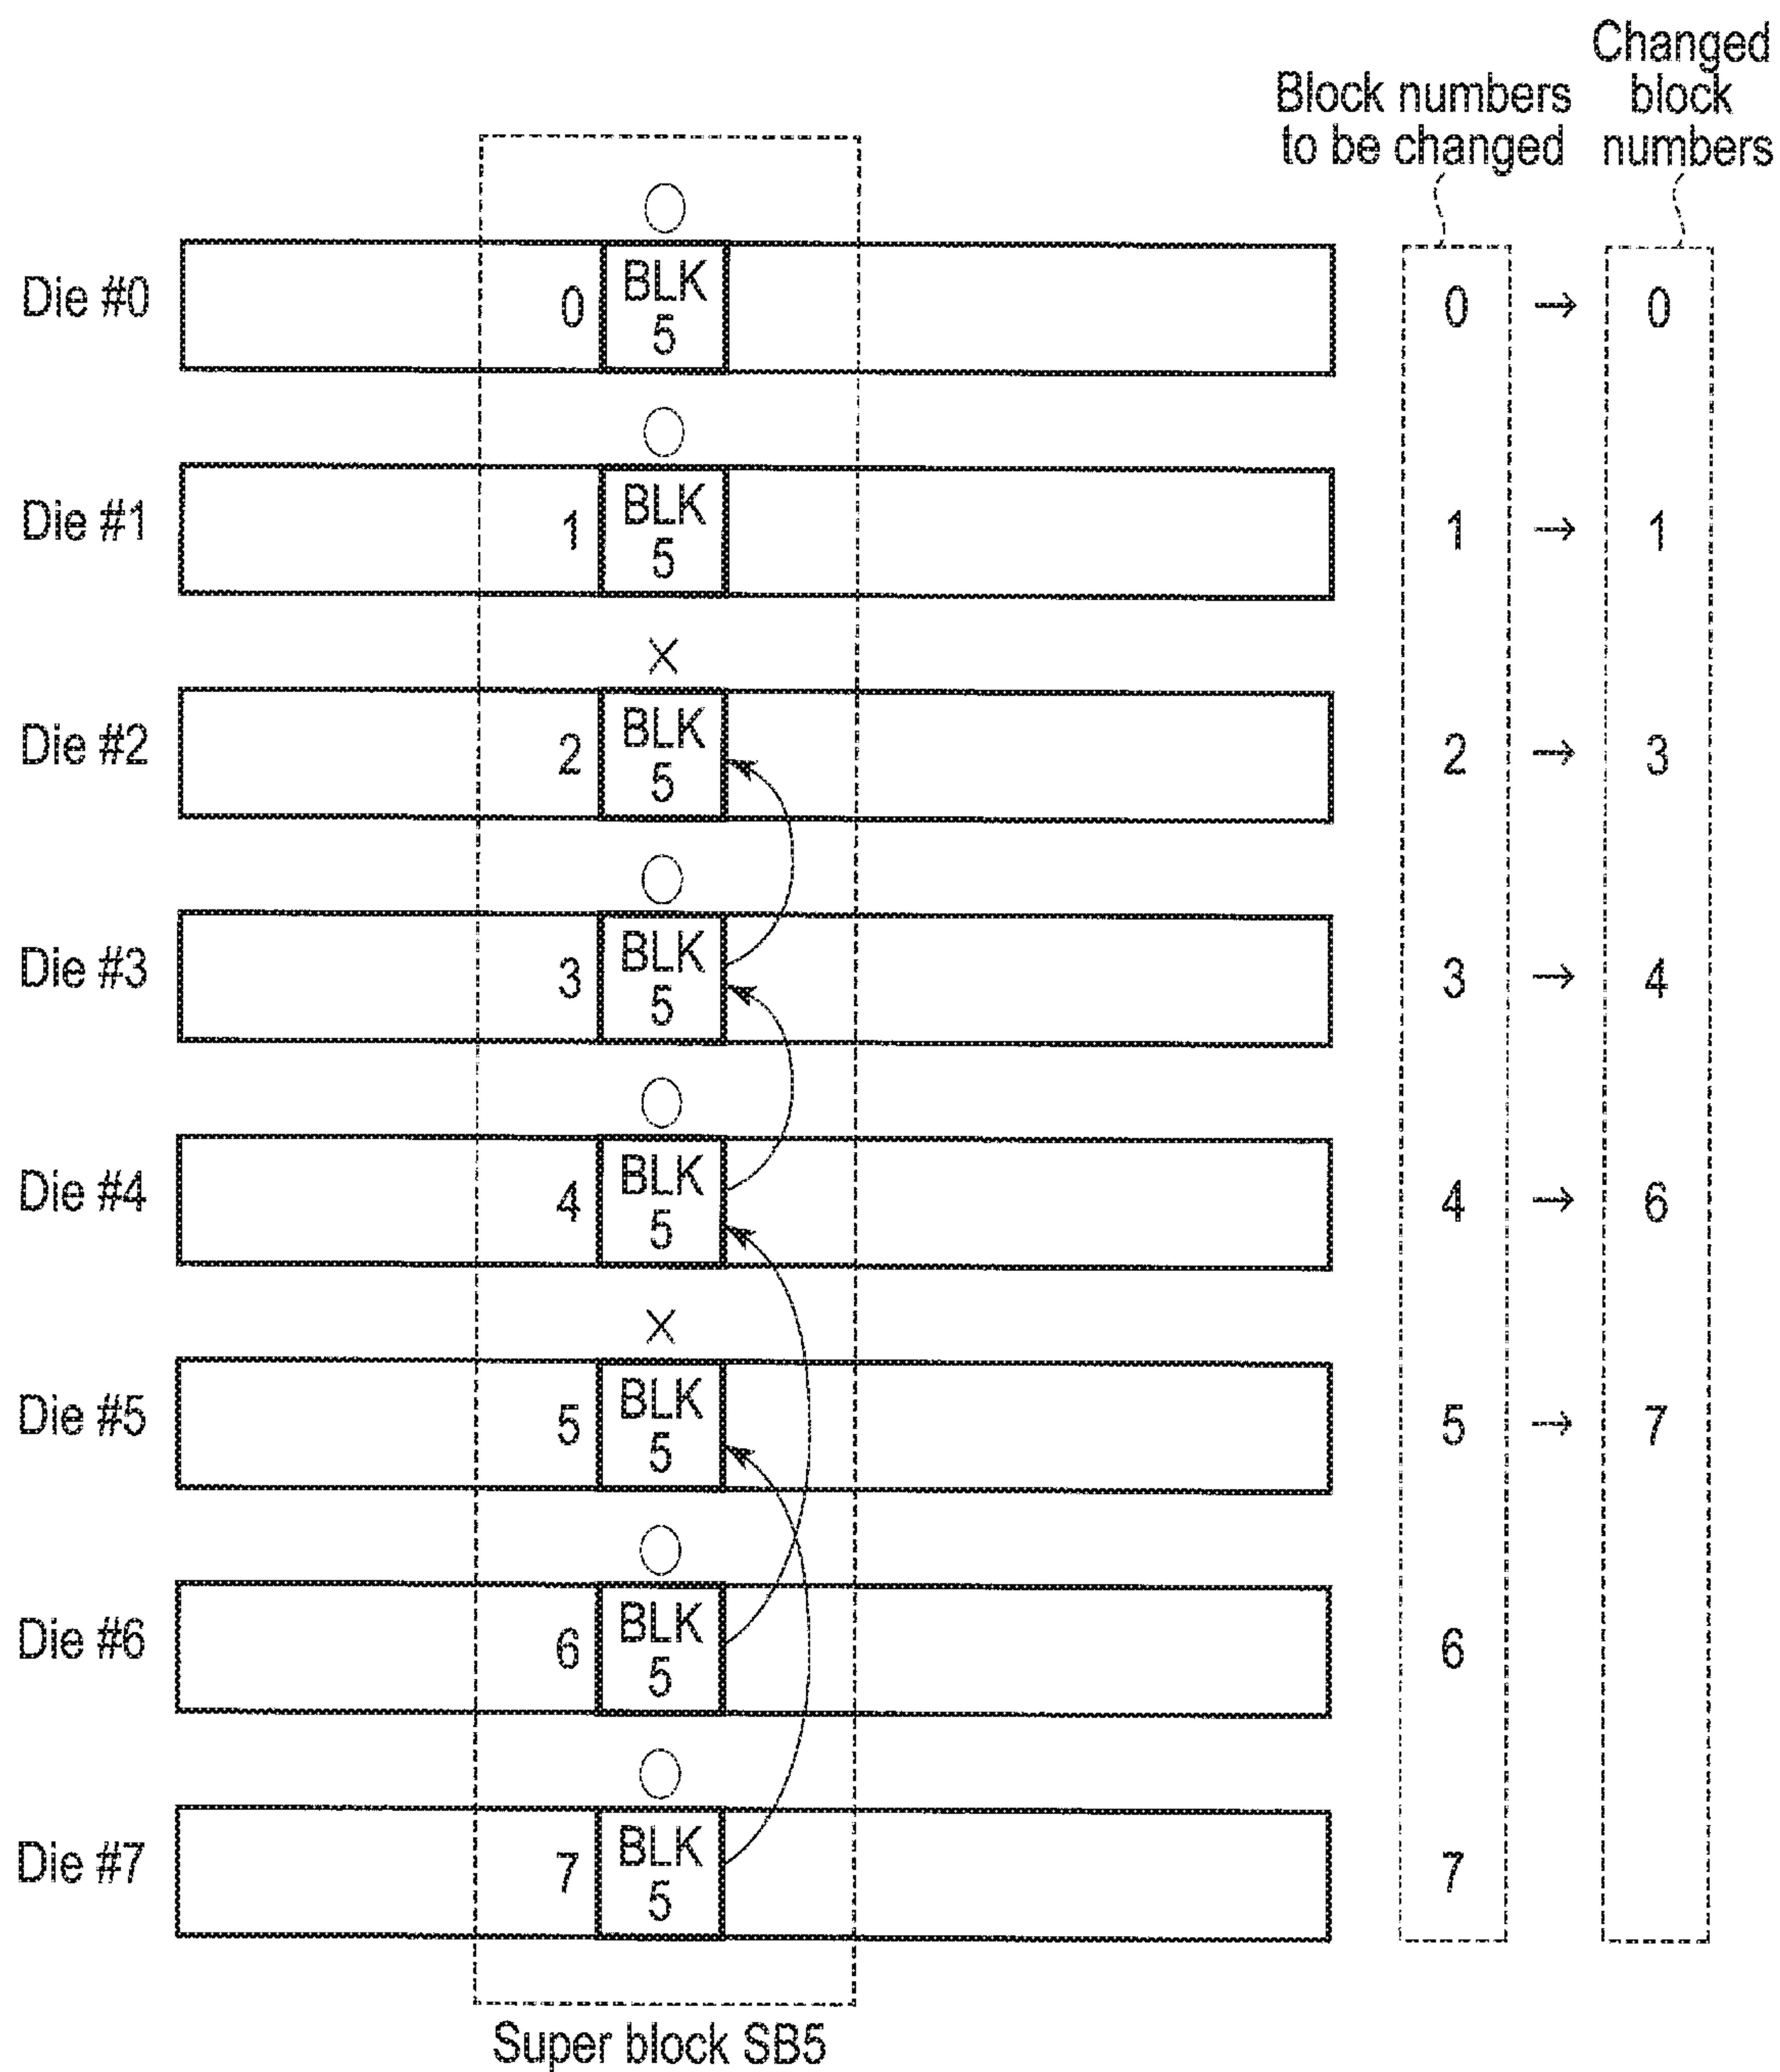 Changed
Block numbers block
to be changed numbers
Die #0 0 BLK 5 0 → 0
Die #1 1 BLK 5 1 → 1
×
Die #2 2 BLK 5 2 → 3
Die #3 3 BLK 5 3 → 4
Die #4 4 BLK 5 4 → 6
×
Die #5 5 BLK 5 5 → 7
Die #6 6 BLK 5 6
Die #7 7 BLK 5 7
Super block SB5